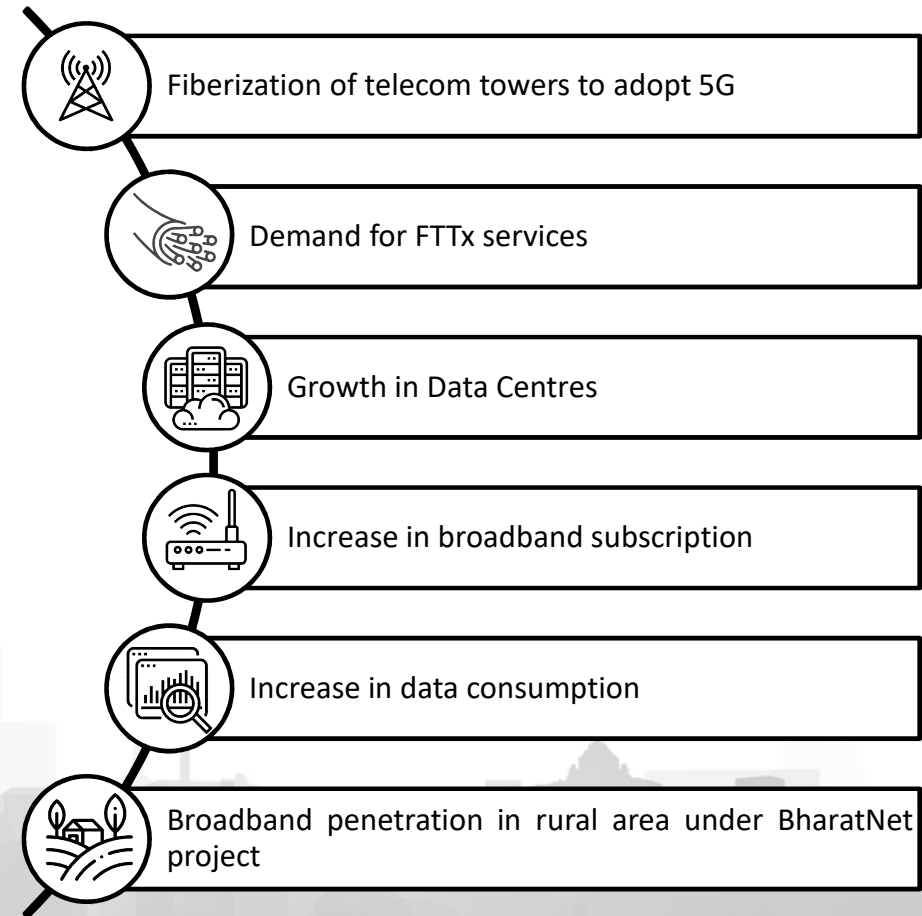 Fiberization of telecom towers to adopt 5G
Demand for FTTx services
Growth in Data Centres
Increase in broadband subscription
Increase in data consumption
Broadband penetration in rural area under BharatNet
project